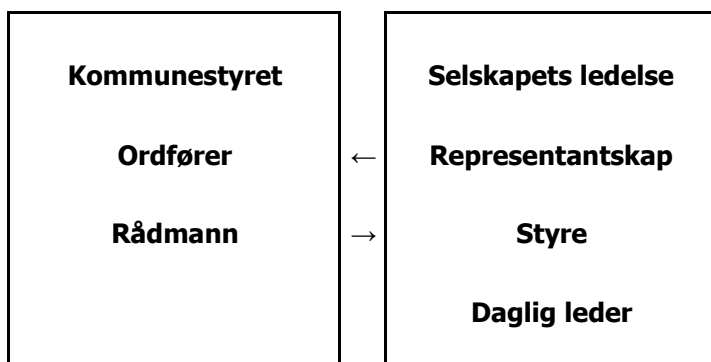 Kommunestyret
Ordfører
Rådmann
←
→
Selskapets ledelse
Representantskap
Styre
Daglig leder